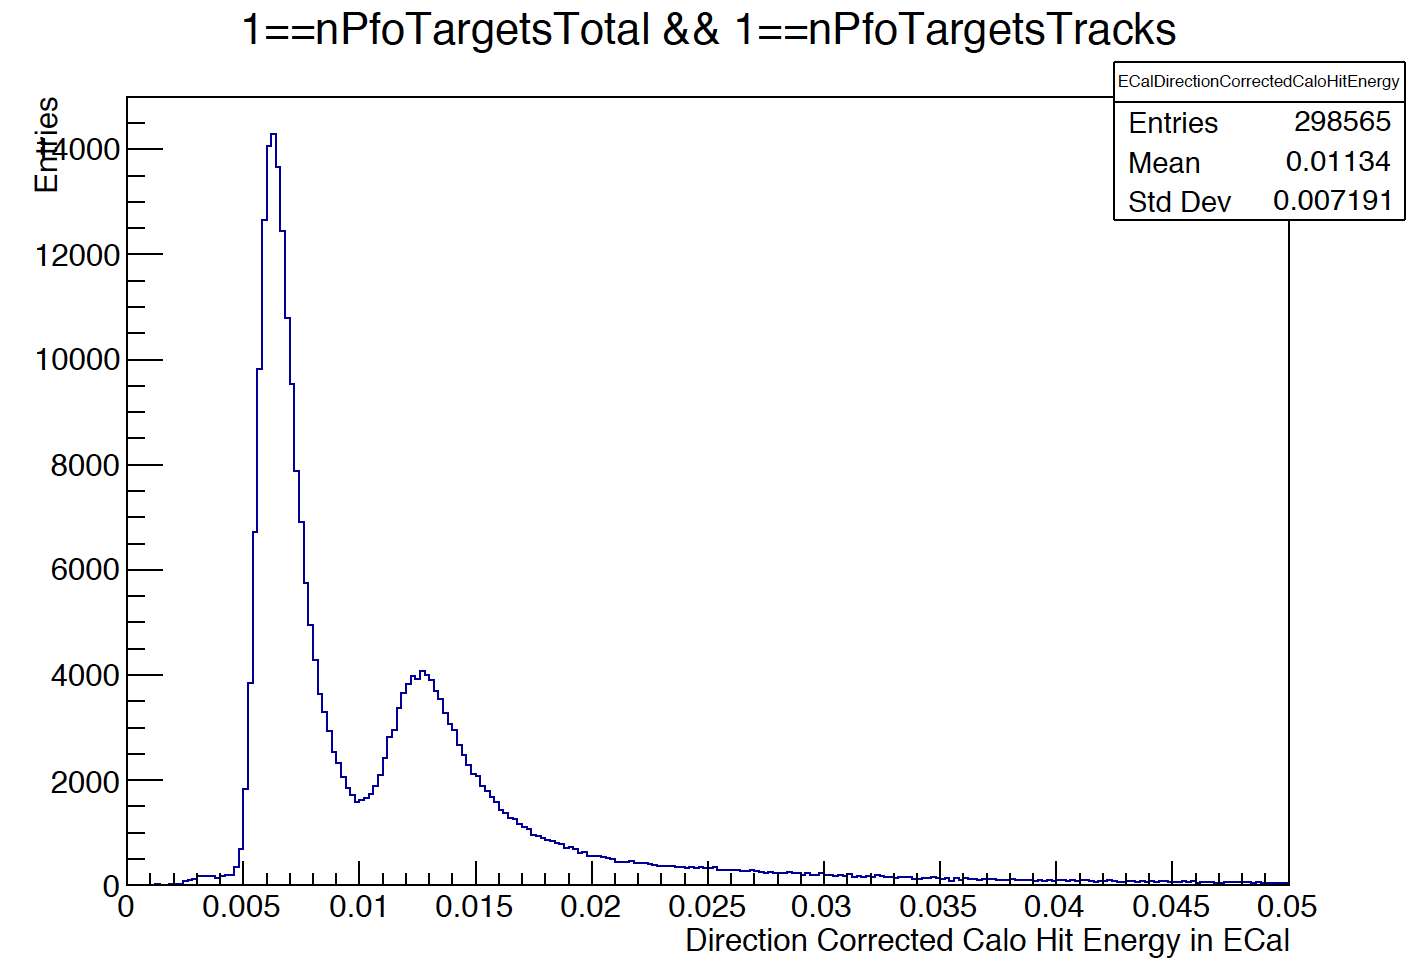 1==nPfoTargetsTotal && 1==nPfoTargetsTracks
ECalDirectionCorrectedCaloHitEnergy
Entries 298565
Mean 0.01134
Std Dev 0.007191
Entries
14000
12000
10000
8000
6000
4000
2000
0
0 0.005 0.01 0.015 0.02 0.025 0.03 0.035 0.04 0.045 0.05
Direction Corrected Calo Hit Energy in ECal